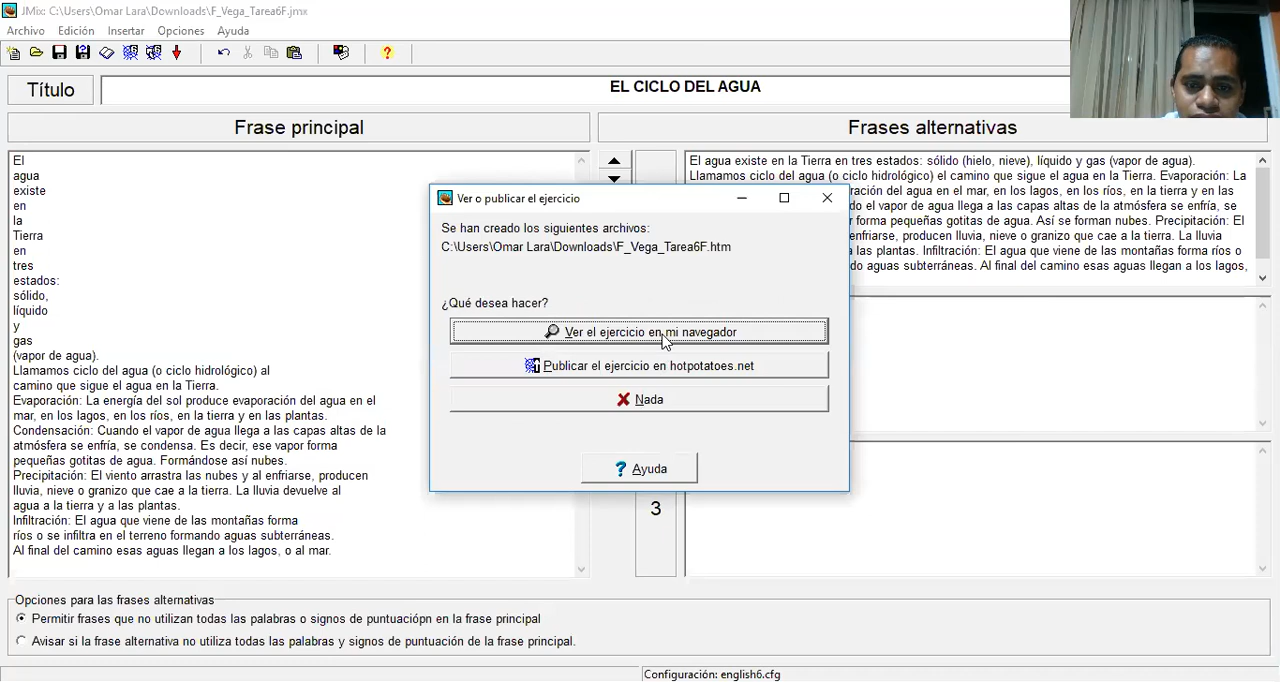 JMix: C:\Users\Omar Lara\Downloads\F_Vega_Tarea6F.jmx
Archivo Edición Insertar Opciones Ayuda
Título
EL CICLO DEL AGUA
Frase principal
Frases alternativas
El
agua
existe
en
la
Tierra
en
tres
estados:
sólido,
líquido
y
gas
(vapor de agua).
Llamamos ciclo del agua (o ciclo hidrológico) al
camino que sigue el agua en la Tierra.
Evaporación: La energía del sol produce evaporación del agua en el
mar, en los lagos, en los ríos, en la tierra y en las plantas.
Condensación: Cuando el vapor de agua llega a las capas altas de la
atmósfera se enfría, se condensa. Es decir, ese vapor forma
pequeñas gotitas de agua. Formándose así nubes.
Precipitación: El viento arrastra las nubes y al enfriarse, producen
lluvia, nieve o granizo que cae a la tierra. La lluvia devuelve al
agua a la tierra y a las plantas.
Infiltración: El agua que viene de las montañas forma
ríos o se infiltra en el terreno formando aguas subterráneas.
Al final del camino esas aguas llegan a los lagos, o al mar.
El agua existe en la Tierra en tres estados: sólido (hielo, nieve), líquido y gas (vapor de agua).
Llamamos ciclo del agua (o ciclo hidrológico) el camino que sigue el agua en la Tierra. Evaporación: La
ración del agua en el mar, en los lagos, en los ríos, en la tierra y en las
do el vapor de agua llega a las capas altas de la atmósfera se enfría, se
r forma pequeñas gotitas de agua. Así se forman nubes. Precipitación: El
enfriarse, producen lluvia, nieve o granizo que cae a la tierra. La lluvia
a las plantas. Infiltración: El agua que viene de las montañas forma ríos o
do aguas subterráneas. Al final del camino esas aguas llegan a los lagos,
3
Ver o publicar el ejercicio
Se han creado los siguientes archivos:
C:\Users\Omar Lara\Downloads\F_Vega_Tarea6F.htm
¿Qué desea hacer?
Ver el ejercicio en mi navegador
Publicar el ejercicio en hotpotatoes.net
Nada
? Ayuda
Opciones para las frases alternativas
Permitir frases que no utilizan todas las palabras o signos de puntuación en la frase principal
Avisar si la frase alternativa no utiliza todas las palabras y signos de puntuación de la frase principal.
Configuración: english6.cfg